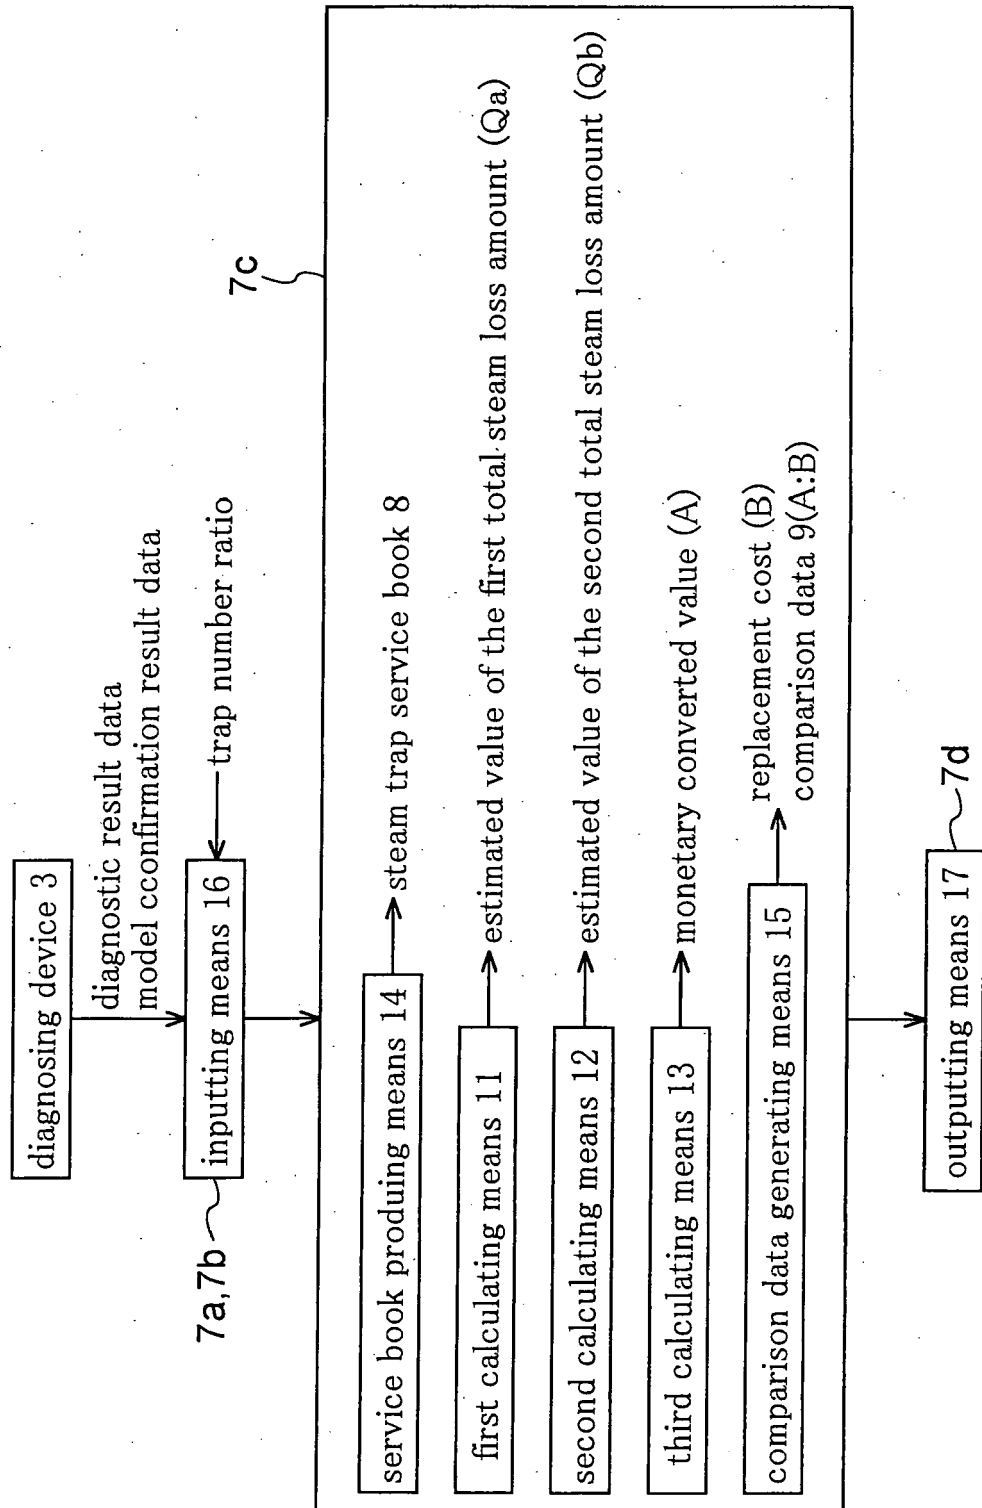 diagnosing device 3
diagnostic result data
model cconfirmation result data
7a,7b
inputting means 16
trap number ratio
7c
service book produing means 14
steam trap service book 8
first calculating means 11
estimated value of the first total steam loss amount (Qa)
second calculating means 12
estimated value of the second total steam loss amount (Qb)
third calculating means 13
monetary converted value (A)
comparison data generating means 15
replacement cost (B)
comparison data 9(A:B)
outputting means 17
7d